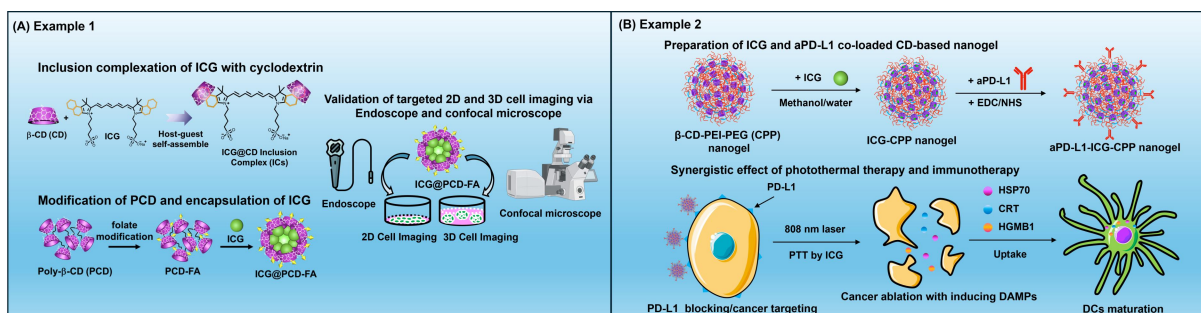 (A) Example 1
Inclusion complexation of ICG with cyclodextrin
β-CD (CD)
+
ICG
Host-guest
self-assemble
ICG@CD Inclusion
Complex (ICs)
Validation of targeted 2D and 3D cell imaging via
Endoscope and confocal microscope
ICG@PCD-FA
Endoscope
Confocal microscope
2D Cell Imaging
3D Cell Imaging
Modification of PCD and encapsulation of ICG
folate
modification
ICG
Poly-β-CD (PCD)
PCD-FA
ICG@PCD-FA
(B) Example 2
Preparation of ICG and aPD-L1 co-loaded CD-based nanogel
+ ICG
Methanol/water
+ aPD-L1
+ EDC/NHS
β-CD-PEI-PEG (CPP)
nanogel
ICG-CPP nanogel
aPD-L1-ICG-CPP nanogel
Synergistic effect of photothermal therapy and immunotherapy
PD-L1
808 nm laser
PTT by ICG
HSP70
CRT
HGMB1
Uptake
PD-L1 blocking/cancer targeting
Cancer ablation with inducing DAMPs
DCs maturation